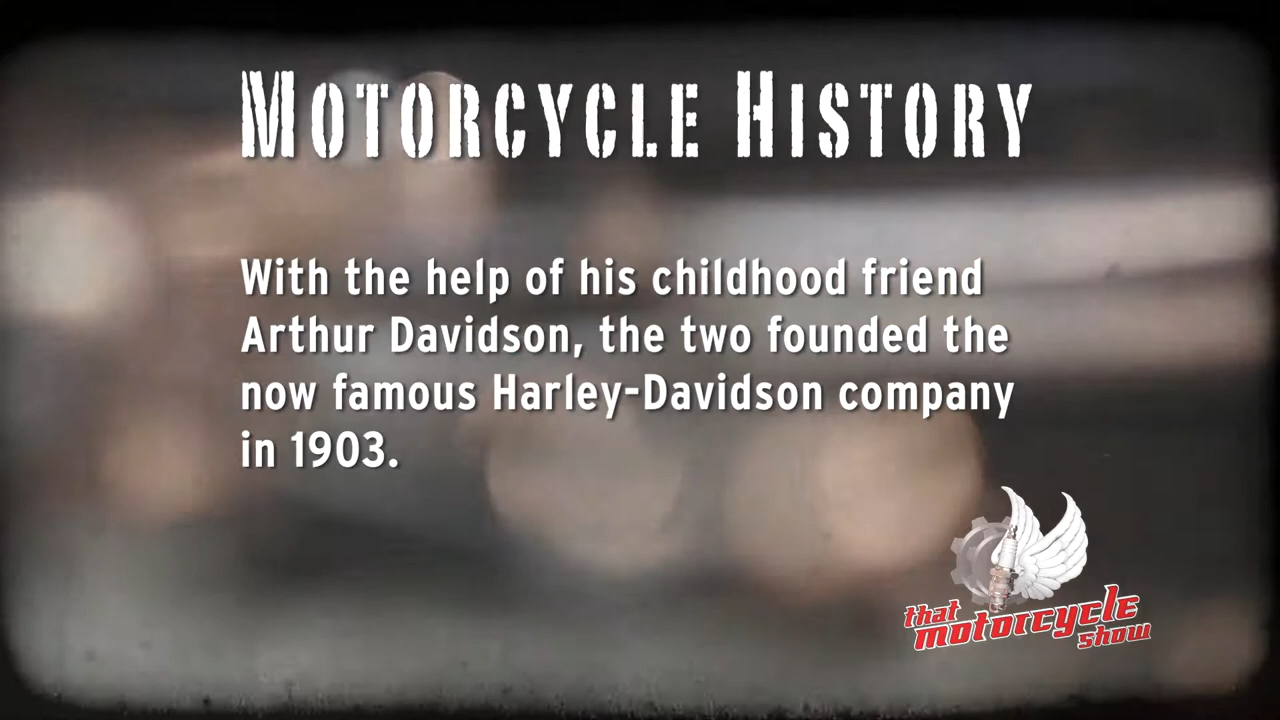 MOTORCYCLE HISTORY
With the help of his childhood friend
Arthur Davidson, the two founded the
now famous Harley-Davidson company
in 1903.
that
motorcycle
show